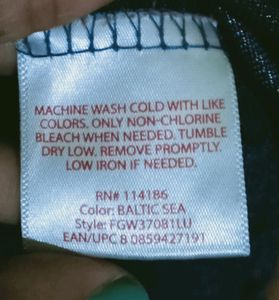 MACHINE WASH COLD WITH LIKE
COLORS. ONLY NON-CHLORINE
BLEACH WHEN NEEDED. TUMBLE
DRY LOW. REMOVE PROMPTLY.
LOW IRON IF NEEDED.
RN# 114186
Color: BALTIC SEA
Style: FGW37081LU
EAN/UPC 8 0859427191